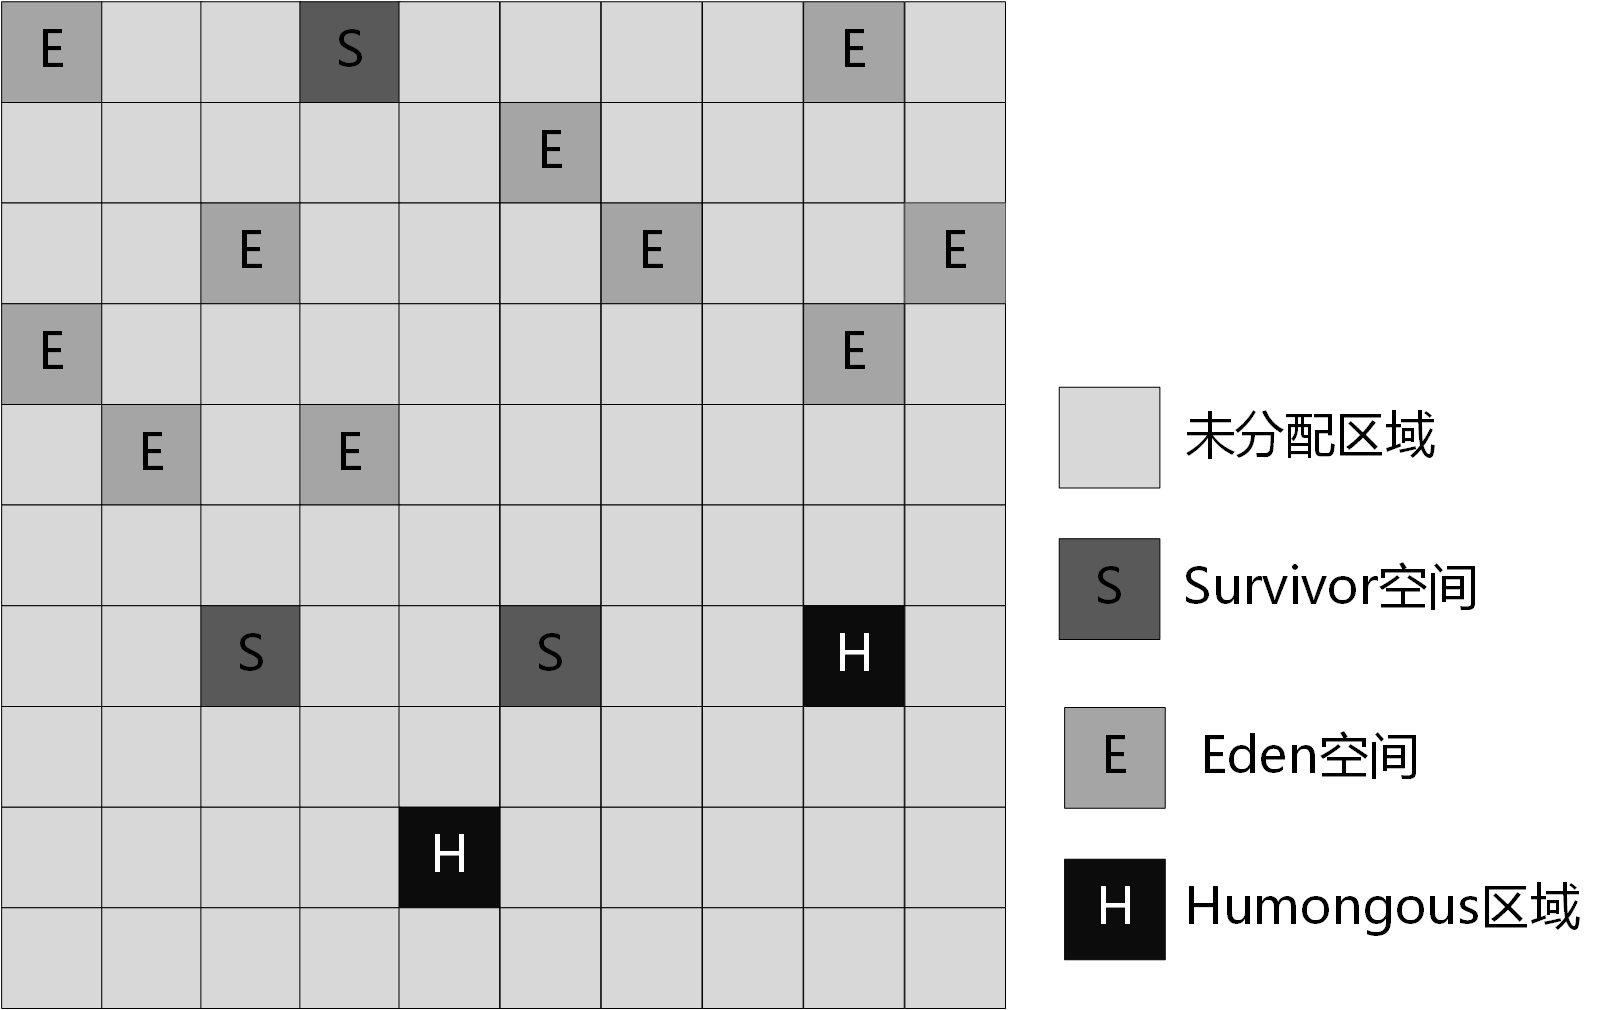 E S E
E
E E E
E E
E E
S S H
H
未分配区域
S Survivor空间
E Eden空间
H Humongous区域